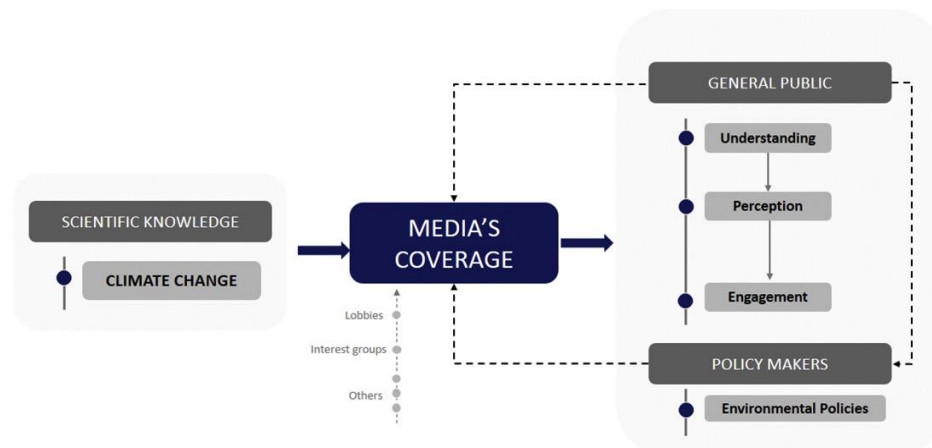 SCIENTIFIC KNOWLEDGE
CLIMATE CHANGE
MEDIA'S
COVERAGE
Lobbies
Interest groups
Others
GENERAL PUBLIC
Understanding
Perception
Engagement
POLICY MAKERS
Environmental Policies